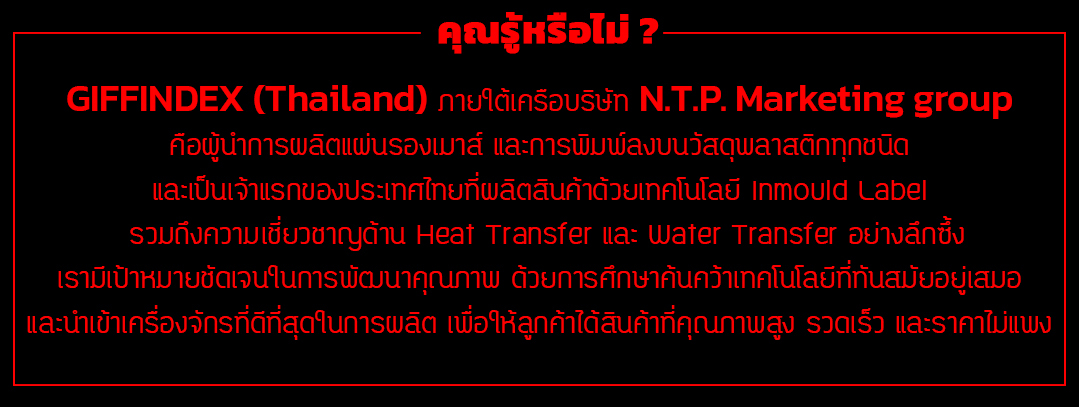 คุณรู้หรือไม่ ?
GIFFINDEX (Thailand) ภายใต้เครือบริษัท N.T.P. Marketing group
คือผู้นำการผลิตแผ่นรองเมาส์ และการพิมพ์ลงบนวัสดุพลาสติกทุกชนิด
และเป็นเจ้าแรกของประเทศไทยที่ผลิตสินค้าด้วยเทคโนโลยี Inmould Label
รวมถึงความเชี่ยวชาญด้าน Heat Transfer และ Water Transfer อย่างลึกซึ้ง
เรามีเป้าหมายชัดเจนในการพัฒนาคุณภาพ ด้วยการศึกษาค้นคว้าเทคโนโลยีที่ทันสมัยอยู่เสมอ
และนำเข้าเครื่องจักรที่ดีที่สุดในการผลิต เพื่อให้ลูกค้าได้สินค้าที่คุณภาพสูง รวดเร็ว และราคาไม่แพง